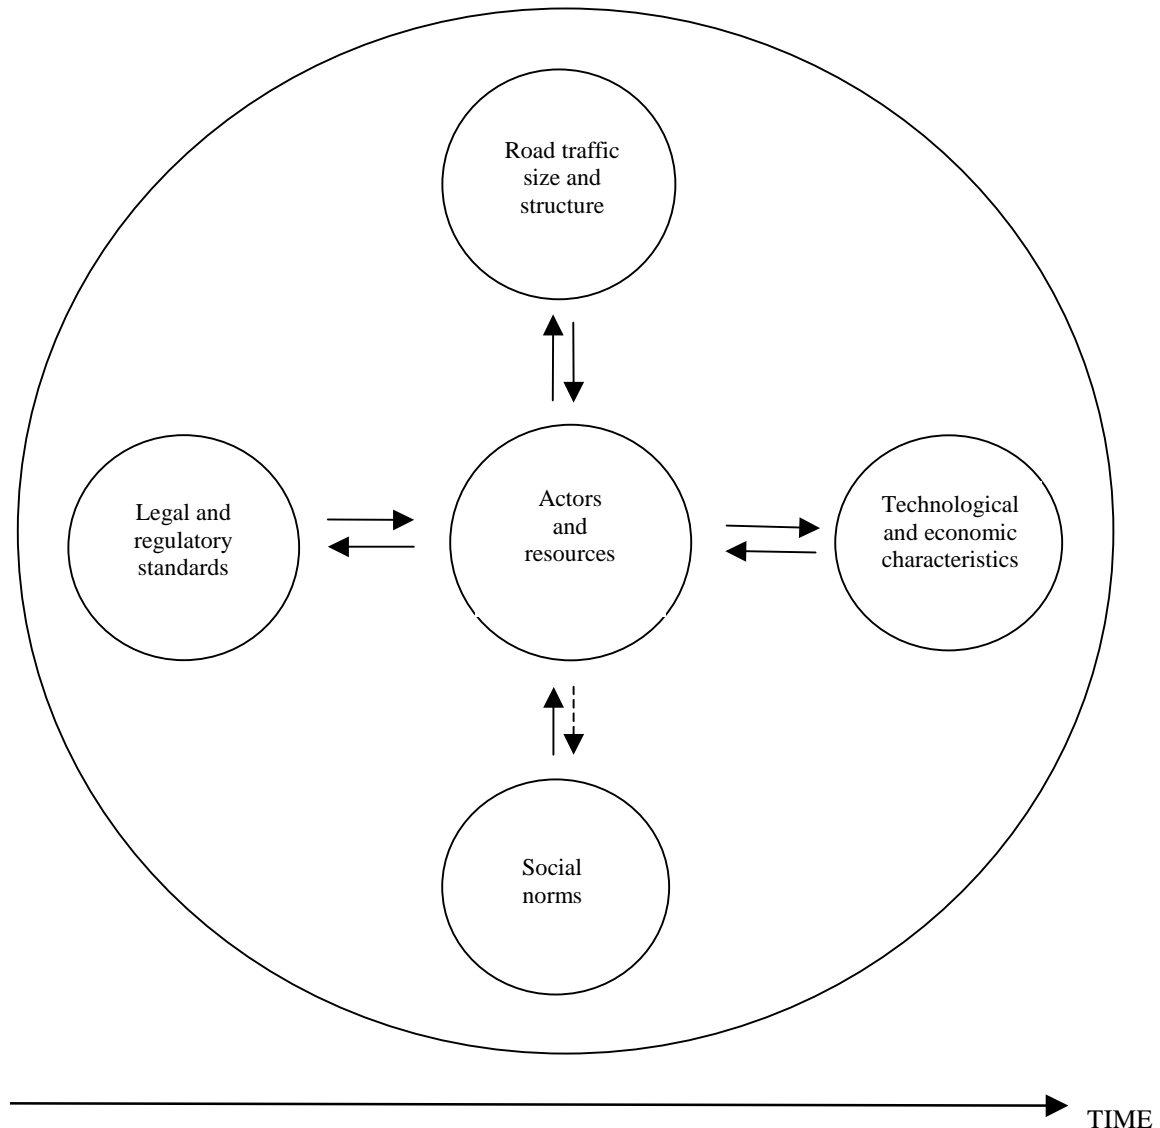 Road traffic
size and
structure
Legal and
regulatory
standards
Actors
and
resources
Technological
and economic
characteristics
Social
norms
TIME